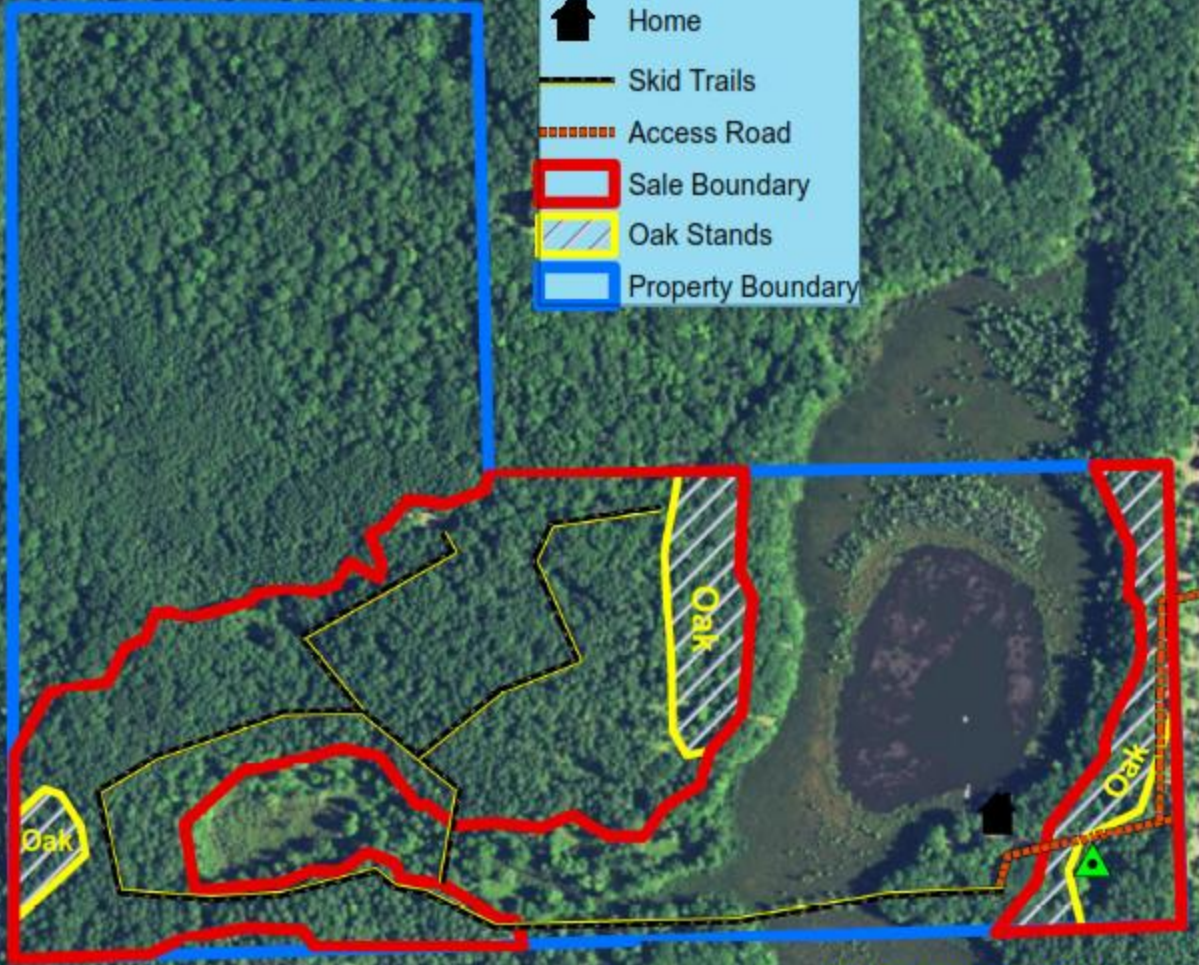 Home
Skid Trails
Access Road
Sale Boundary
Oak Stands
Property Boundary
Oak
Oak
Oak